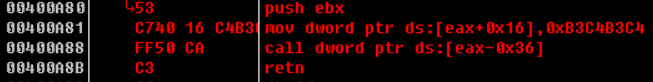 00400A80 53 push ebx
00400A81 C740 16 C4B3C mov dword ptr ds:[eax+0x16],0xB3C4B3C4
00400A88 FF50 CA call dword ptr ds:[eax-0x36]
00400A8B C3 retn